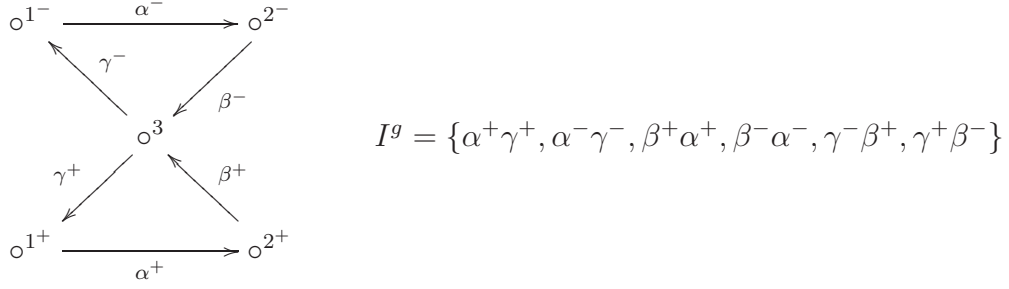 ∘^{1^-} α^- ∘^{2^-}
γ^- β^-
∘^3 I^g = {α^+γ^+, α^-γ^-, β^+α^+, β^-α^-, γ^-β^+, γ^+β^-}
γ^+ β^+
∘^{1^+} α^+ ∘^{2^+}